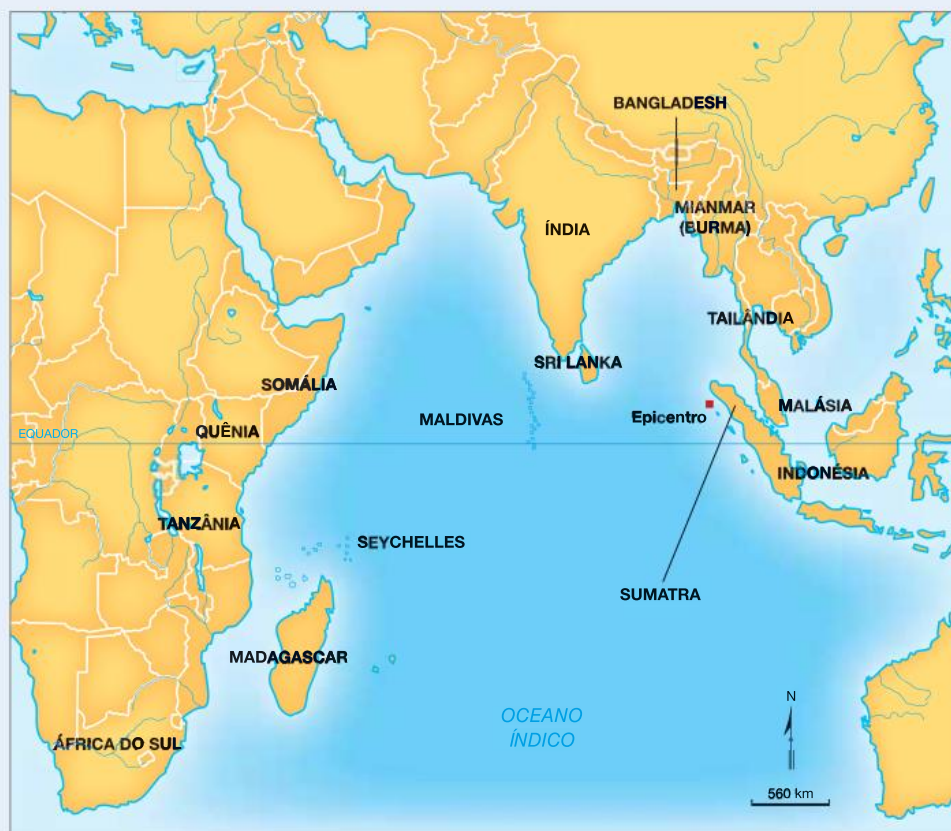 BANGLADESH
MIANMAR
(BURMA)
ÍNDIA
TAILÂNDIA
SRI LANKA
SOMÁLIA
MALÁSIA
MALDIVAS
Epicentro
QUÊNIA
EQUADOR
INDONÉSIA
TANZÂNIA
SEYCHELLES
SUMATRA
MADAGASCAR
N
OCEANO
ÍNDICO
ÁFRICA DO SUL
560 km